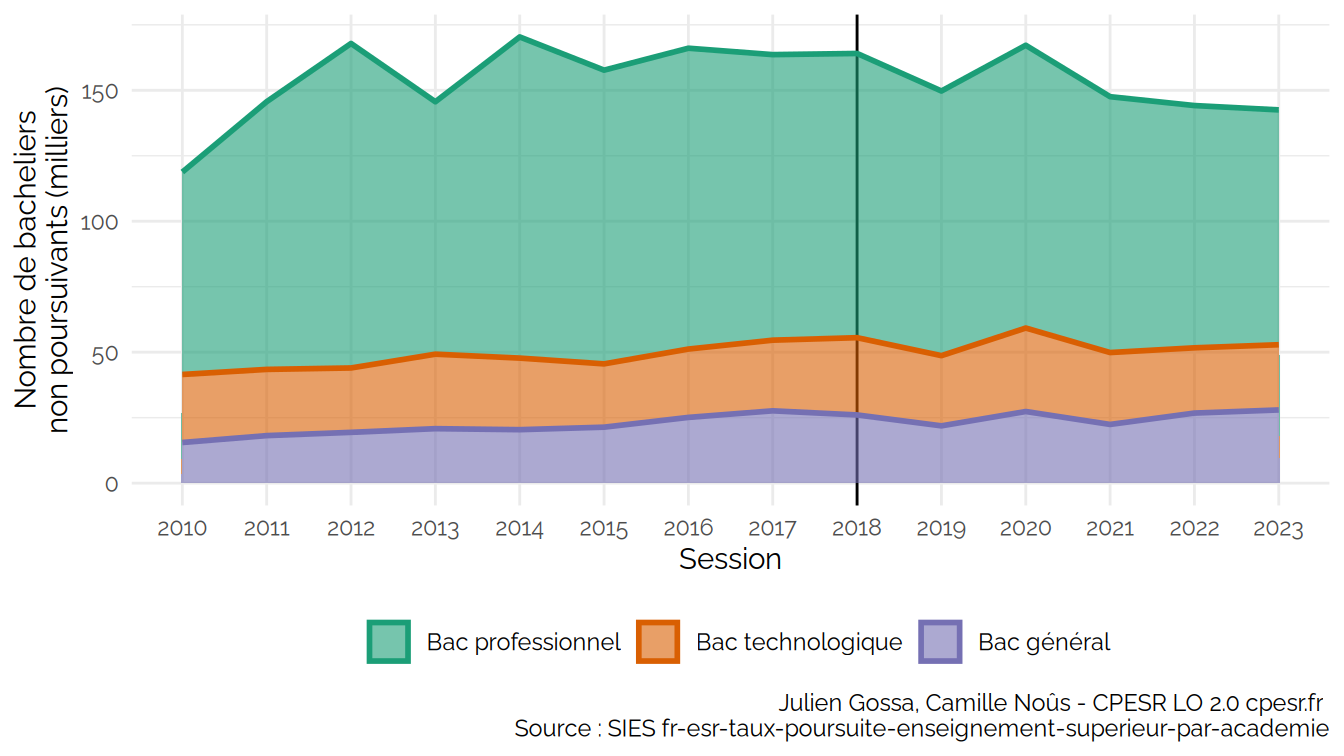 Nombre de bacheliers
non poursuivants (milliers)
150
100
50
0
2010 2011 2012 2013 2014 2015 2016 2017 2018 2019 2020 2021 2022 2023
Session
Bac professionnel Bac technologique Bac général
Julien Gossa, Camille Noûs - CPESR LO 2.0 cpesr.fr
Source : SIES fr-esr-taux-poursuite-enseignement-superieur-par-academie